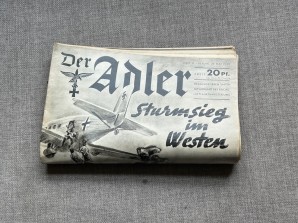 Der
Adler
20 Pf.
Sturmsieg
im
Westen